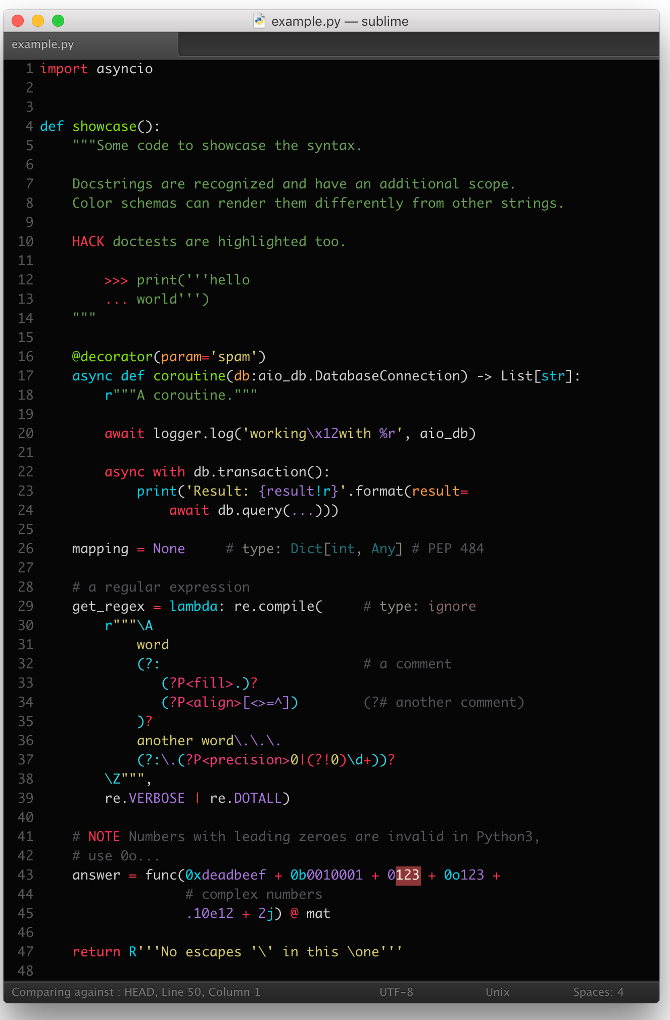 example.py — sublime
example.py
1 import asyncio
2
3
4 def showcase():
5     """Some code to showcase the syntax.
6
7     Docstrings are recognized and have an additional scope.
8     Color schemas can render them differently from other strings.
9
10     HACK doctests are highlighted too.
11
12         >>> print('''hello
13         ... world''')
14     """
15
16     @decorator(param='spam')
17     async def coroutine(db:aio_db.DatabaseConnection) -> List[str]:
18         r"""A coroutine."""
19
20         await logger.log('working\x12with %r', aio_db)
21
22         async with db.transaction():
23             print('Result: {result!r}'.format(result=
24                 await db.query(...)))
25
26     mapping = None     # type: Dict[int, Any] # PEP 484
27
28     # a regular expression
29     get_regex = lambda: re.compile(     # type: ignore
30         r"""\A
31             word
32             (?:                         # a comment
33                (?P<fill>.)?
34                (?P<align>[<>=^])        (?# another comment)
35             )?
36             another word\.\.\.
37             (?:\.(?P<precision>0|(?!0)\d+))?
38         \Z""",
39         re.VERBOSE | re.DOTALL)
40
41     # NOTE Numbers with leading zeroes are invalid in Python3,
42     # use 0o...
43     answer = func(0xdeadbeef + 0b0010001 + 0123 + 0o123 +
44                   # complex numbers
45                   .10e12 + 2j) @ mat
46
47     return R'''No escapes '\' in this \one'''
48
Comparing against : HEAD, Line 50, Column 1 UTF-8 Unix Spaces: 4